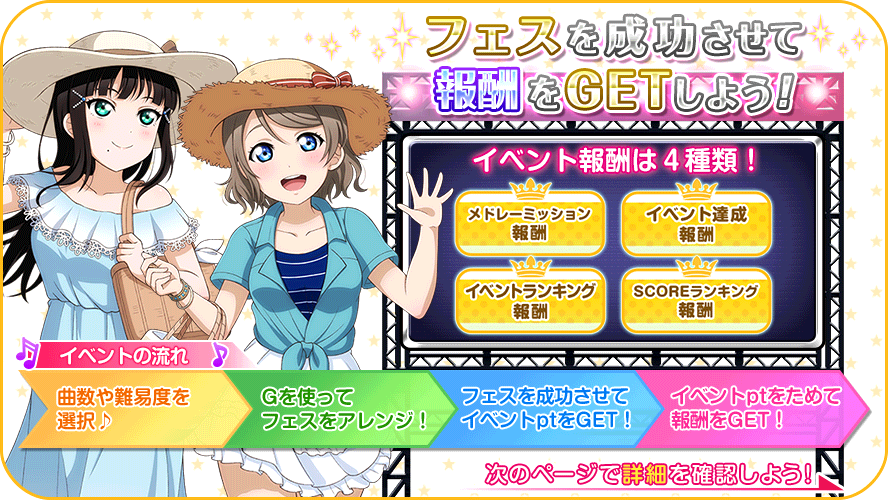 フェスを成功させて
報酬をGETしよう!
イベント報酬は4種類!
メドレーミッション
報酬
イベント達成
報酬
イベントランキング
報酬
SCOREランキング
報酬
イベントの流れ
曲数や難易度を
選択♪
Gを使って
フェスをアレンジ!
フェスを成功させて
イベントptをGET!
イベントptをためて
報酬をGET!
次のページで詳細を確認しよう!